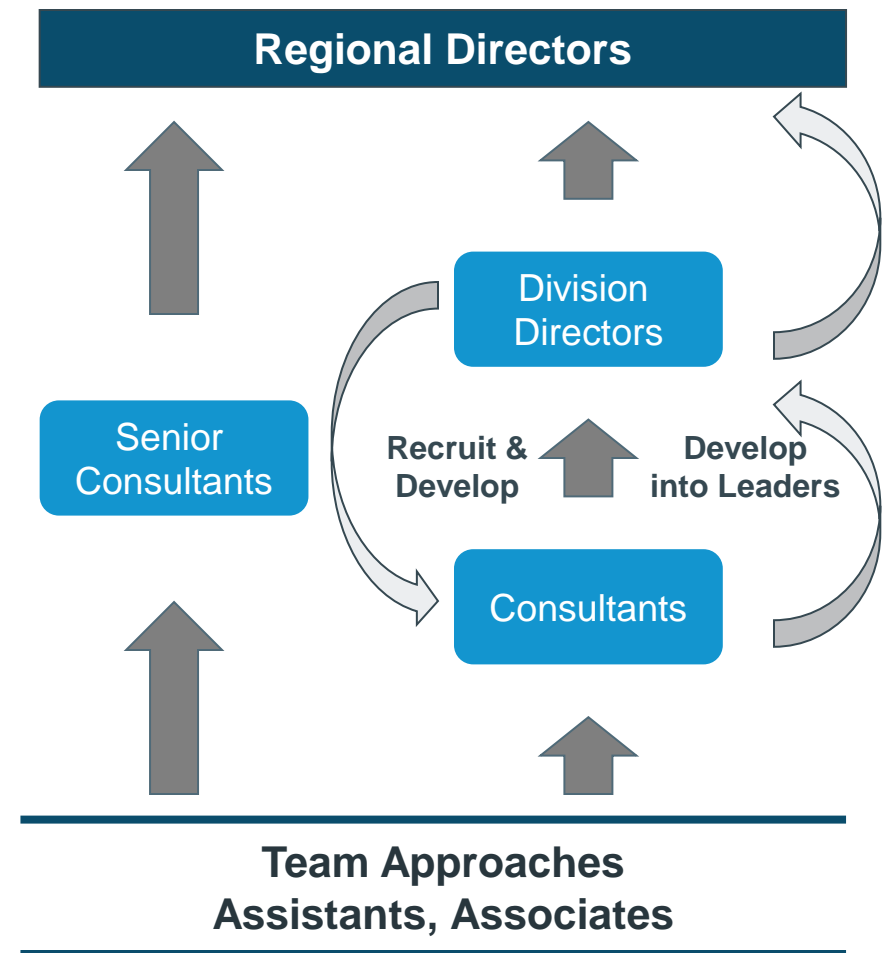 Regional Directors
Division
Directors
Senior
Consultants
Recruit &
Develop
Develop
into Leaders
Consultants
Team Approaches
Assistants, Associates